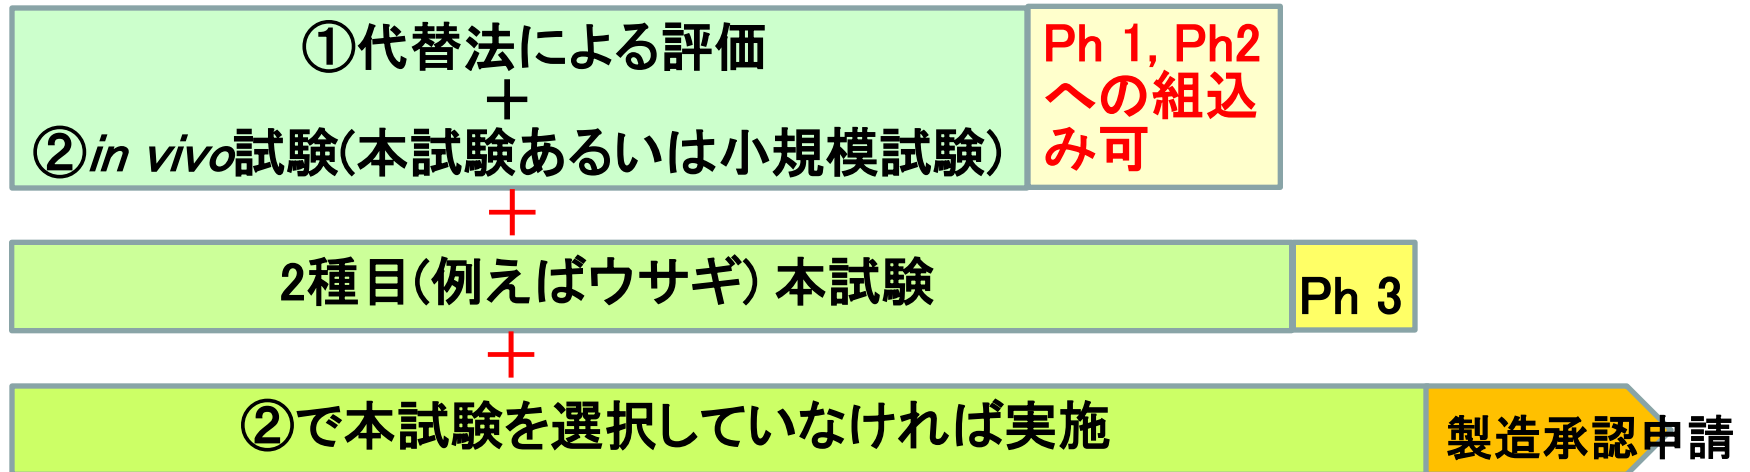 ①代替法による評価
+
②in vivo試験(本試験あるいは小規模試験)
Ph 1, Ph2
への組込
み可
+
2種目(例えばウサギ) 本試験
Ph 3
+
②で本試験を選択していなければ実施
製造承認申請